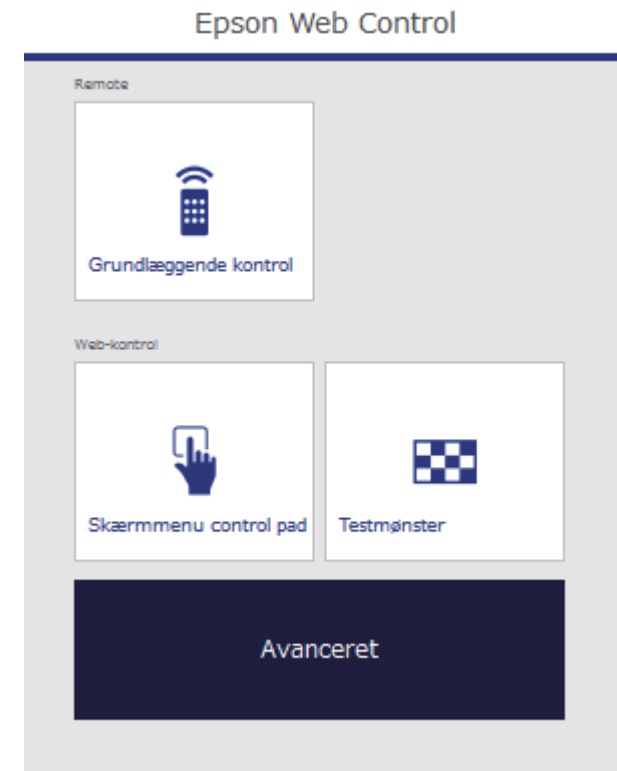 Epson Web Control
Remote
Grundlæggende kontrol
Web-kontrol
Skærmmenu control pad
Testmønster
Avanceret